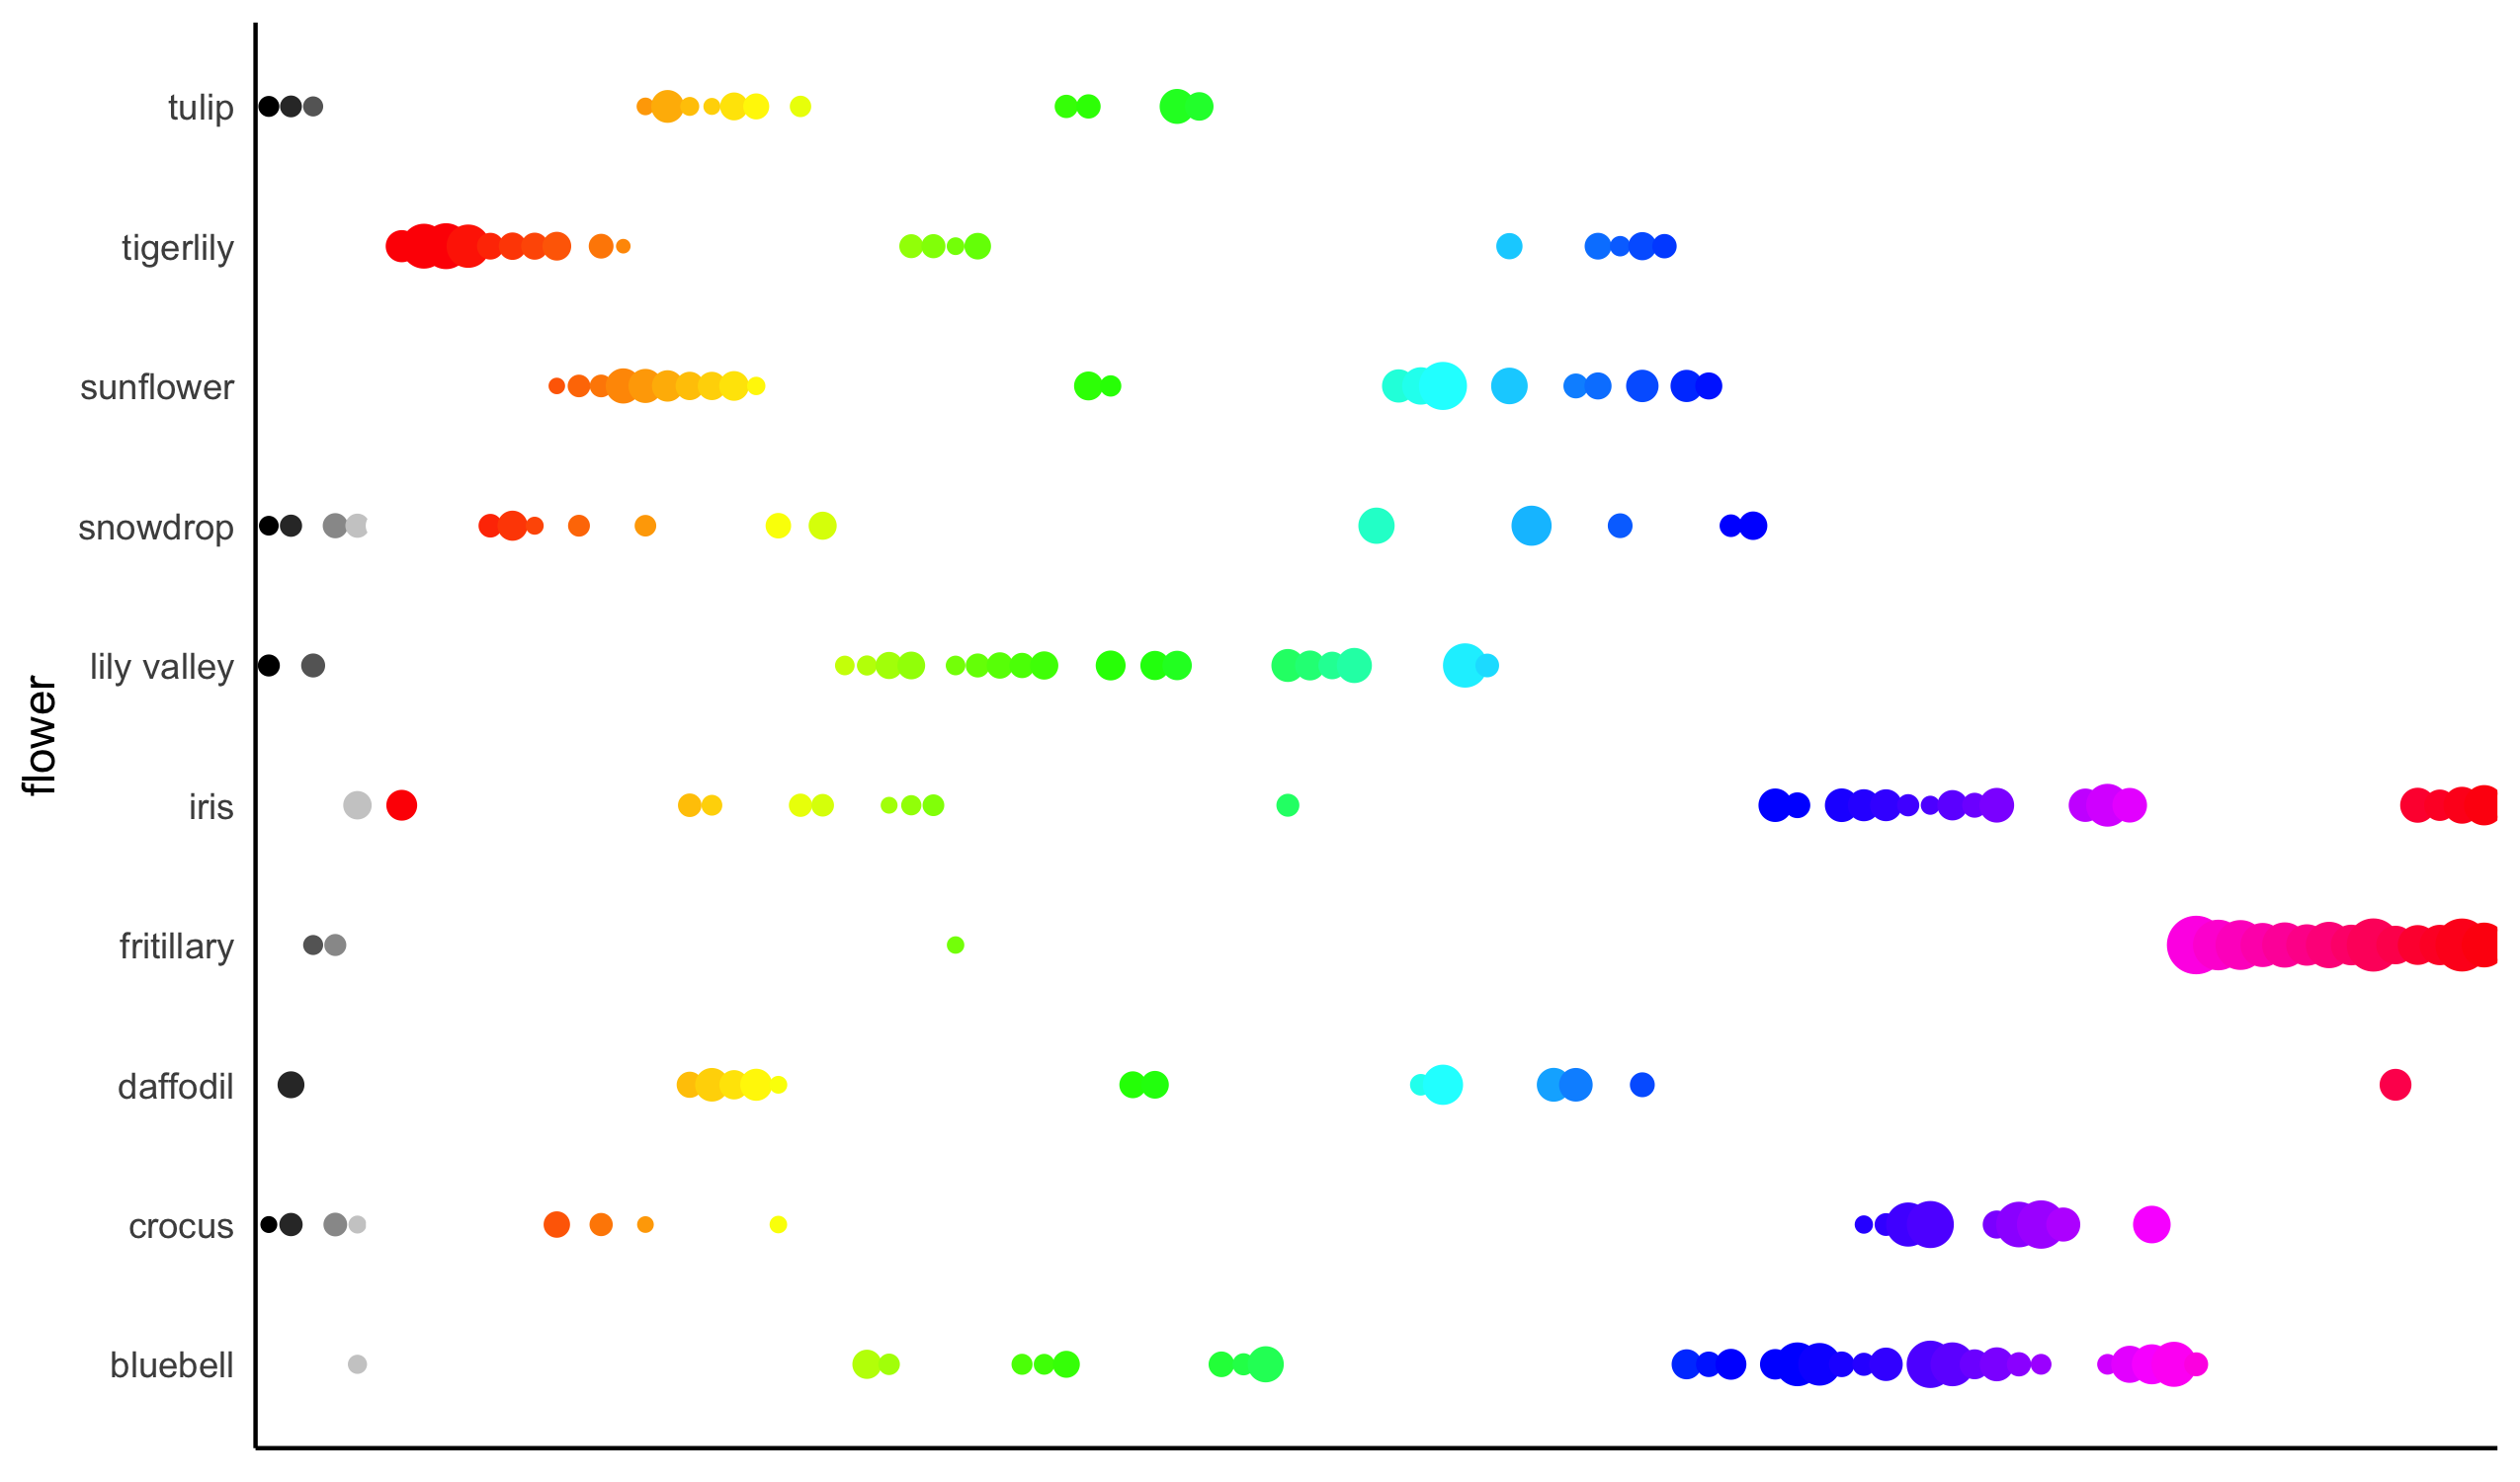 tulip
tigerlily
sunflower
snowdrop
lily valley
iris
fritillary
daffodil
crocus
bluebell
flower